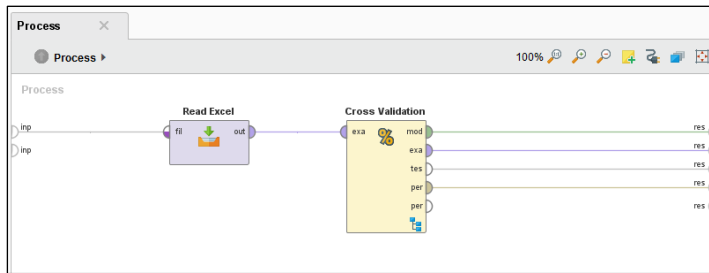 Process
Process
100%
Process
Read Excel
Cross Validation
inp
fil
out
exa
%
mod
res
inp
exa
res
tes
res
per
res
per
res